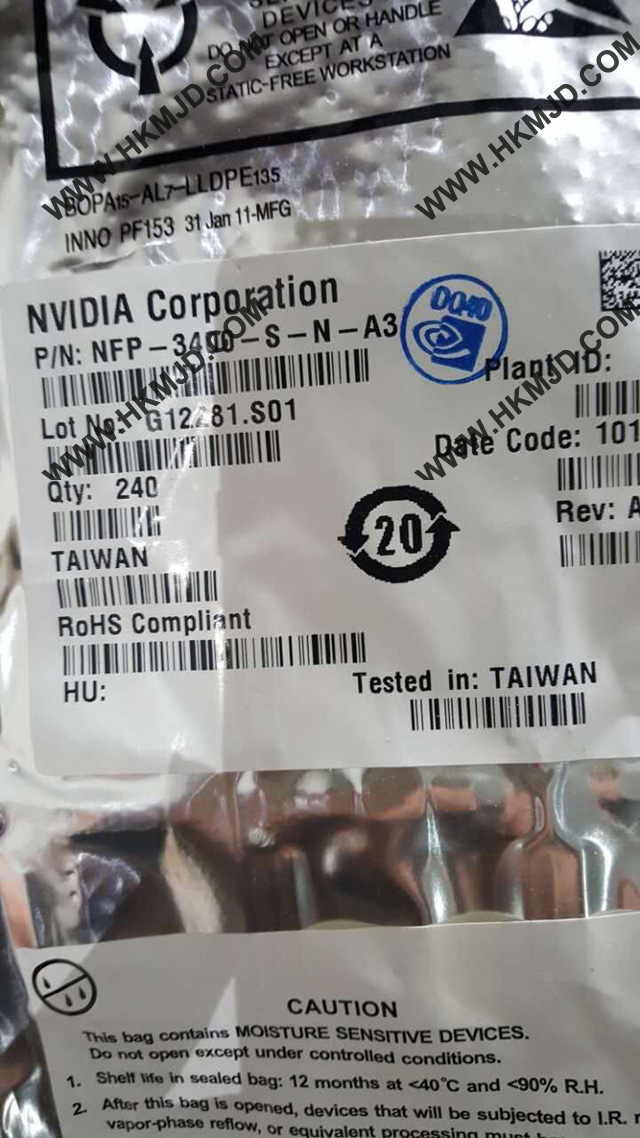 DEVICES
DO NOT OPEN OR HANDLE
EXCEPT AT A
STATIC-FREE WORKSTATION
WWW.HKMJD.COM
WWW.HKMJD.COM
BOPA15-AL7-LLDPE135
INNO PF153 31 Jan 11-MFG
NVIDIA Corporation
P/N: NFP-3400-S-N-A3
D040
Plant ID:
Lot No: G12281.S01
Date Code: 101
WWW.HKMJD.COM
WWW.HKMJD.COM
Qty: 240
20
Rev: A
TAIWAN
RoHS Compliant
HU:
Tested in: TAIWAN
CAUTION
This bag contains MOISTURE SENSITIVE DEVICES.
Do not open except under controlled conditions.
1. Shelf life in sealed bag: 12 months at <40°C and <90% R.H.
2. After this bag is opened, devices that will be subjected to I.R.
vapor-phase reflow, or equivalent processing must